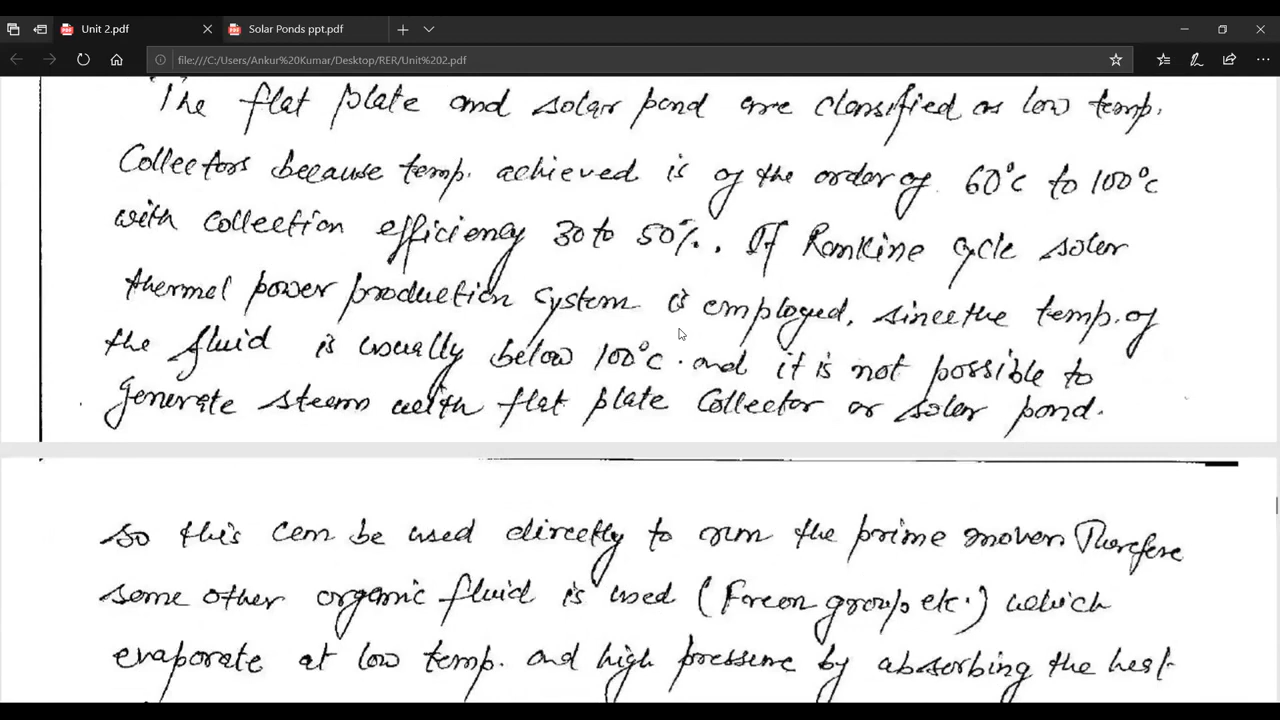 Unit 2.pdf
Solar Ponds ppt.pdf
file:///C:/Users/Ankur%20Kumar/Desktop/RER/Unit%202.pdf
The flat plate and solar pond are classified as low temp.
Collectors because temp. achieved is of the order of 60°C to 100°C
with collection efficiency 30 to 50%. If Rankine cycle solar
thermal power production system is employed, since the temp. of
the fluid is usually below 100°C. and it is not possible to
generate steam with flat plate Collector or solar pond.
so this can be used directly to run the prime mover. Therefore
some other organic fluid is used (Freon group etc.) which
evaporate at low temp. and high pressure by absorbing the heat